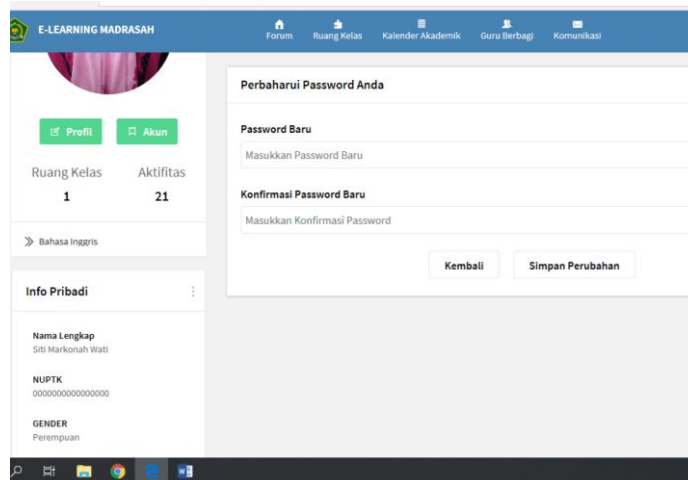 E-LEARNING MADRASAH
Forum
Ruang Kelas
Kalender Akademik
Guru Berbagi
Komunikasi
Profil
Akun
Ruang Kelas
Aktifitas
1
21
Bahasa Inggris
Info Pribadi
Nama Lengkap
Siti Markonah Wati
NUPTK
0000000000000000
GENDER
Perempuan
Perbaharui Password Anda
Password Baru
Masukkan Password Baru
Konfirmasi Password Baru
Masukkan Konfirmasi Password
Kembali
Simpan Perubahan